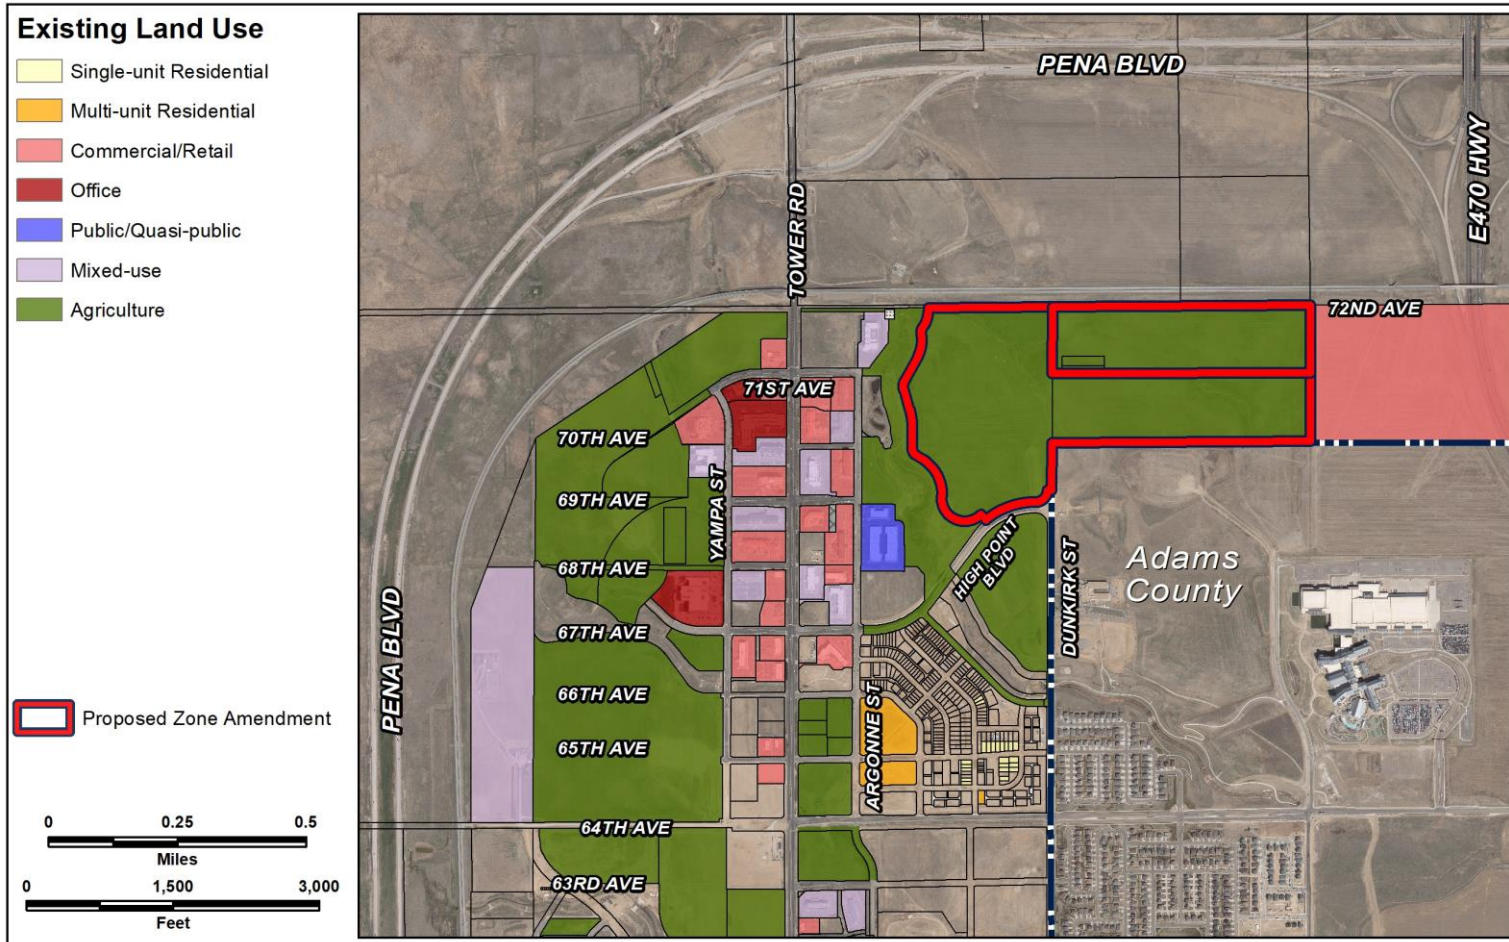 Existing Land Use
Single-unit Residential
Multi-unit Residential
Commercial/Retail
Office
Public/Quasi-public
Mixed-use
Agriculture
Proposed Zone Amendment
0 0.25 0.5
Miles
0 1,500 3,000
Feet
PENA BLVD
E470 HWY
TOWER RD
72ND AVE
71ST AVE
70TH AVE
69TH AVE
YAMPA ST
68TH AVE
HIGH POINT
BLVD
DUNKIRK ST
Adams
County
PENA BLVD
67TH AVE
66TH AVE
ARGONNE ST
65TH AVE
64TH AVE
63RD AVE